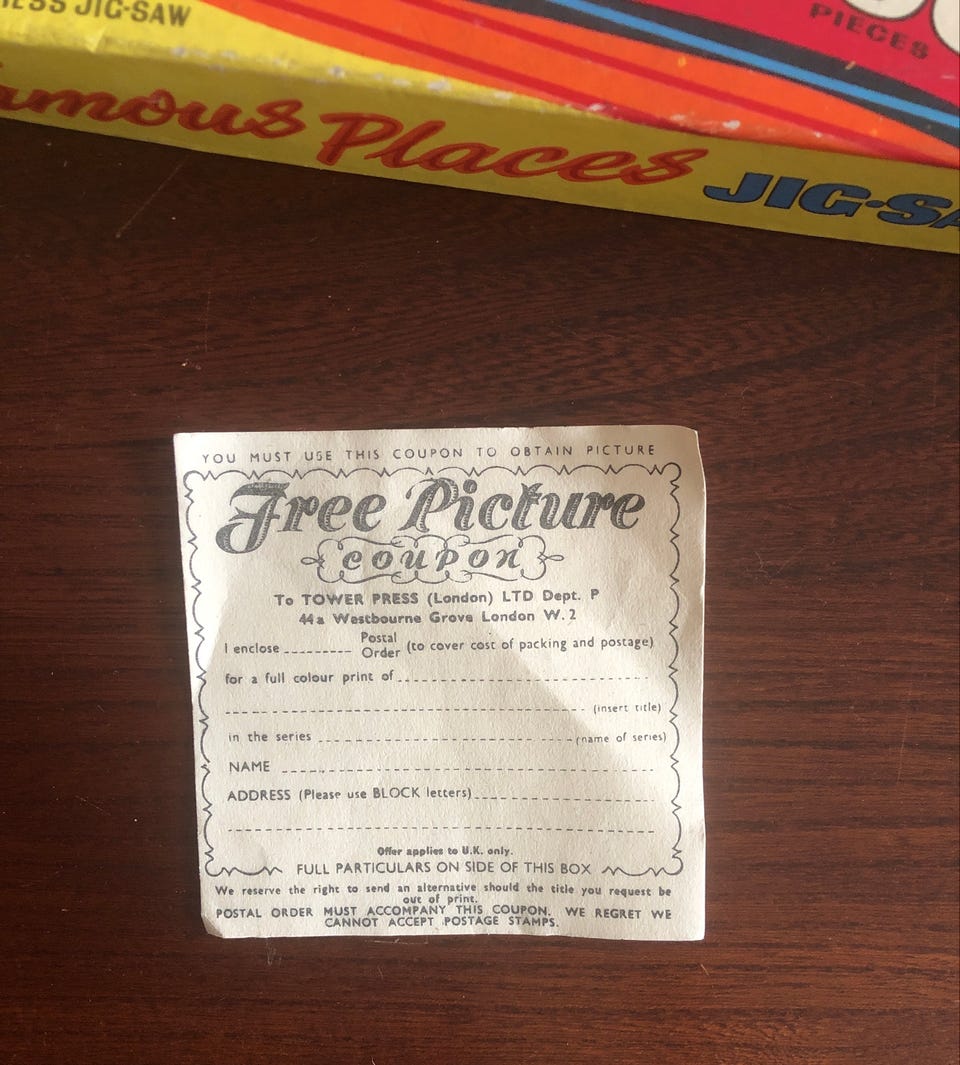 JIG-SAW
PIECES
Places JIG-SA
YOU MUST USE THIS COUPON TO OBTAIN PICTURE
Free Picture
coupon
To TOWER PRESS (London) LTD Dept. P
44a Westbourne Grove London W.2
I enclose Postal Order (to cover cost of packing and postage)
for a full colour print of
(insert title)
in the series (name of series)
NAME
ADDRESS (Please use BLOCK letters)
Offer applies to U.K. only.
FULL PARTICULARS ON SIDE OF THIS BOX
We reserve the right to send an alternative should the title you request be
out of print.
POSTAL ORDER MUST ACCOMPANY THIS COUPON. WE REGRET WE
CANNOT ACCEPT POSTAGE STAMPS.